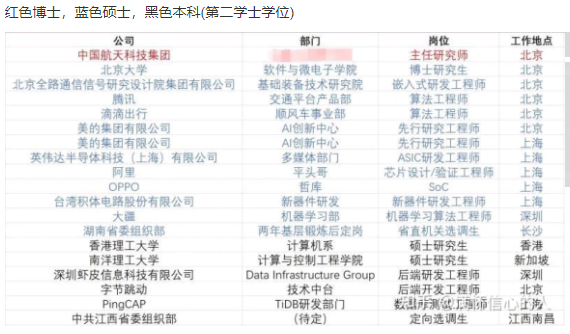 红色博士，蓝色硕士，黑色本科(第二学士学位)
公司 部门 岗位 工作地点
中国航天科技集团 主任研究师 北京
北京大学 软件与微电子学院 博士研究生 北京
北京全路通信信号研究设计院集团有限公司 基础装备技术研究院 嵌入式研发工程师 北京
腾讯 交通平台产品部 算法工程师 北京
滴滴出行 顺风车事业部 算法工程师 北京
美的集团有限公司 AI创新中心 先行研究工程师 北京
美的集团有限公司 AI创新中心 先行研究工程师 上海
英伟达半导体科技（上海）有限公司 多媒体部门 ASIC研发工程师 上海
阿里 平头哥 芯片设计/验证工程师 上海
OPPO 哲库 SoC 上海
台湾积体电路股份有限公司 新器件研发 新器件研发工程师 上海
大疆 机器学习部 机器学习算法工程师 深圳
湖南省委组织部 两年基层锻炼后定岗 省直机关选调生 长沙
香港理工大学 计算机系 硕士研究生 香港
南洋理工大学 计算与控制工程学院 硕士研究生 新加坡
深圳虾皮信息科技有限公司 Data Infrastructure Group 后端研发工程师 深圳
字节跳动 技术中台 后端开发工程师 北京
PingCAP TiDB研发部门 上海
中共江西省委组织部 (待定) 定向选调生 江西南昌